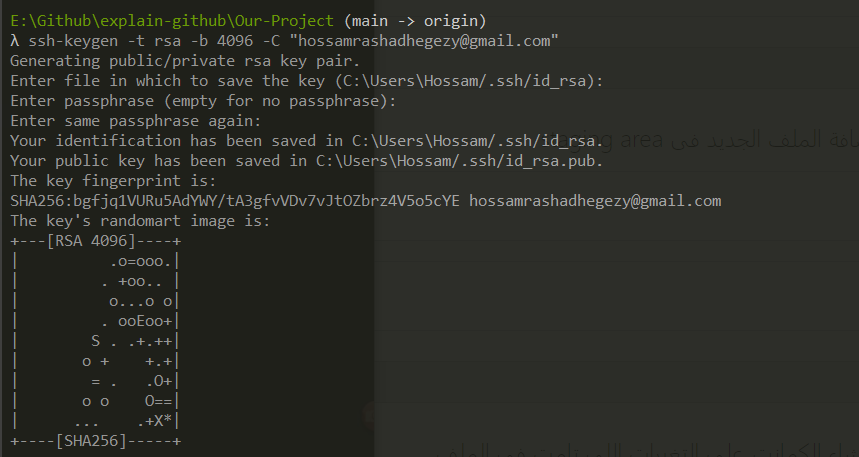 E:\Github\explain-github\Our-Project (main -> origin)
λ ssh-keygen -t rsa -b 4096 -C "hossamrashadhegezy@gmail.com"
Generating public/private rsa key pair.
Enter file in which to save the key (C:\Users\Hossam/.ssh/id_rsa):
Enter passphrase (empty for no passphrase):
Enter same passphrase again:
Your identification has been saved in C:\Users\Hossam/.ssh/id_rsa.
Your public key has been saved in C:\Users\Hossam/.ssh/id_rsa.pub.
The key fingerprint is:
SHA256:bgfjq1VURu5AdYWY/tA3gfvVDv7vJtOZbrz4V5o5cYE hossamrashadhegezy@gmail.com
The key's randomart image is:
+---[RSA 4096]----+
|          .o=ooo.|
|         . +oo.. |
|          o...o o|
|         . ooEoo+|
|        S . .+.++|
|       o +    +.+|
|        = .   .O+|
|       o o    O==|
|      ...    .+X*|
+----[SHA256]-----+
الملف الجديد فى area